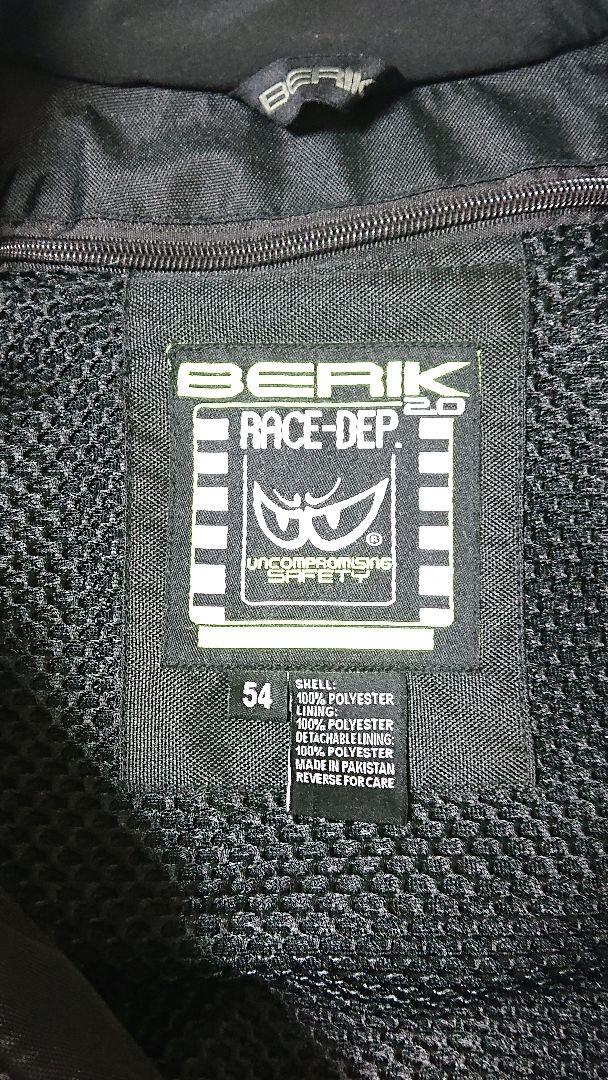 BERIK
BERIK
2.0
RACE-DEP.
®
UNCOMPROMISING
SAFETY
54
SHELL:
100% POLYESTER
LINING:
100% POLYESTER
DETACHABLE LINING:
100% POLYESTER
MADE IN PAKISTAN
REVERSE FOR CARE